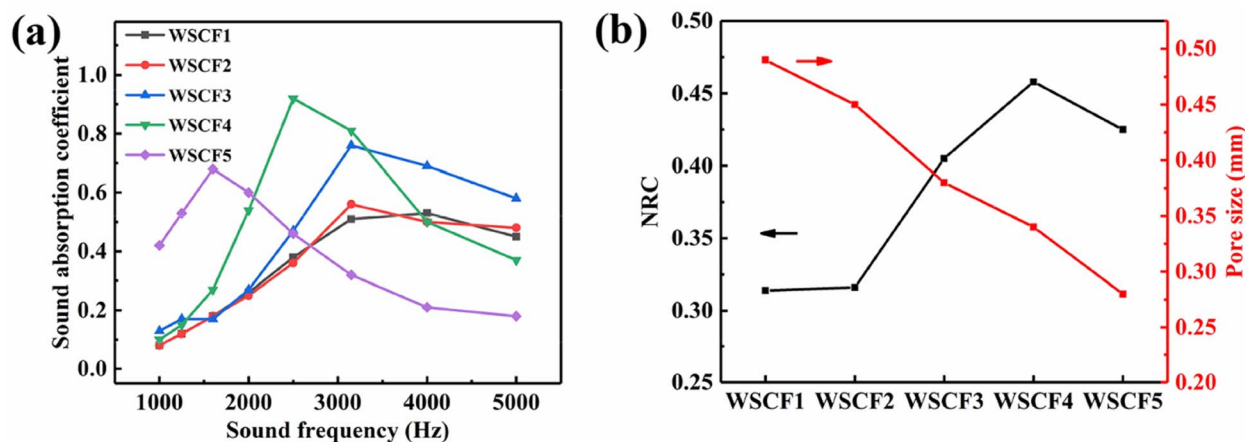 (a)
WSCF1
WSCF2
WSCF3
WSCF4
WSCF5
Sound absorption coefficient
1.0
0.8
0.6
0.4
0.2
0.0
1000 2000 3000 4000 5000
Sound frequency (Hz)
(b)
NRC
0.50
0.45
0.40
0.35
0.30
0.25
WSCF1 WSCF2 WSCF3 WSCF4 WSCF5
0.50
0.45
0.40
0.35
0.30
0.25
0.20
Pore size (mm)